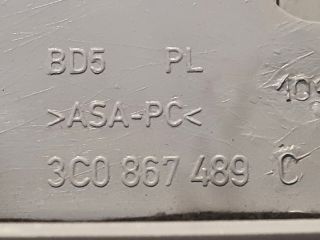 BD5 PL
>ASA-PC<
3C0 867 489 C